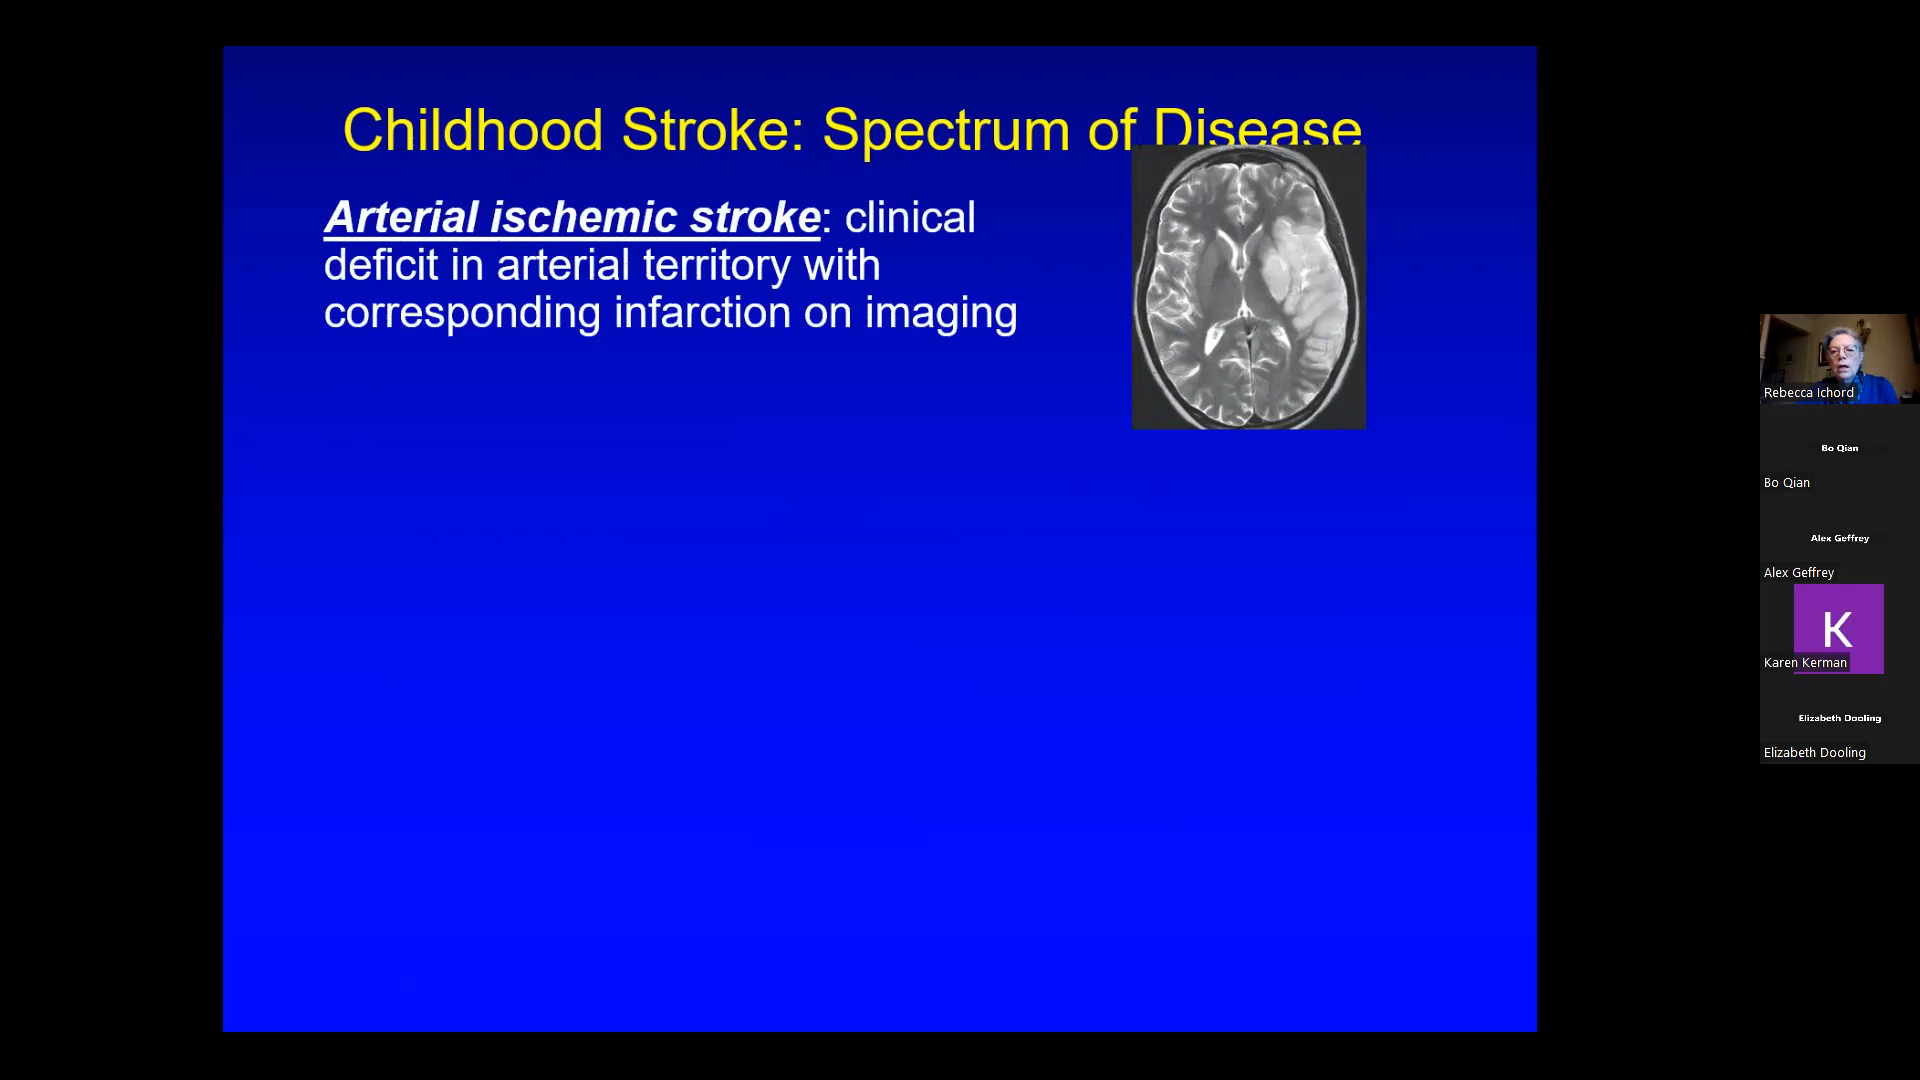 Childhood Stroke: Spectrum of Disease
Arterial ischemic stroke: clinical
deficit in arterial territory with
corresponding infarction on imaging
Rebecca Ichord
Bo Qian
Bo Qian
Alex Geffrey
Alex Geffrey
K
Karen Kerman
Elizabeth Dooling
Elizabeth Dooling